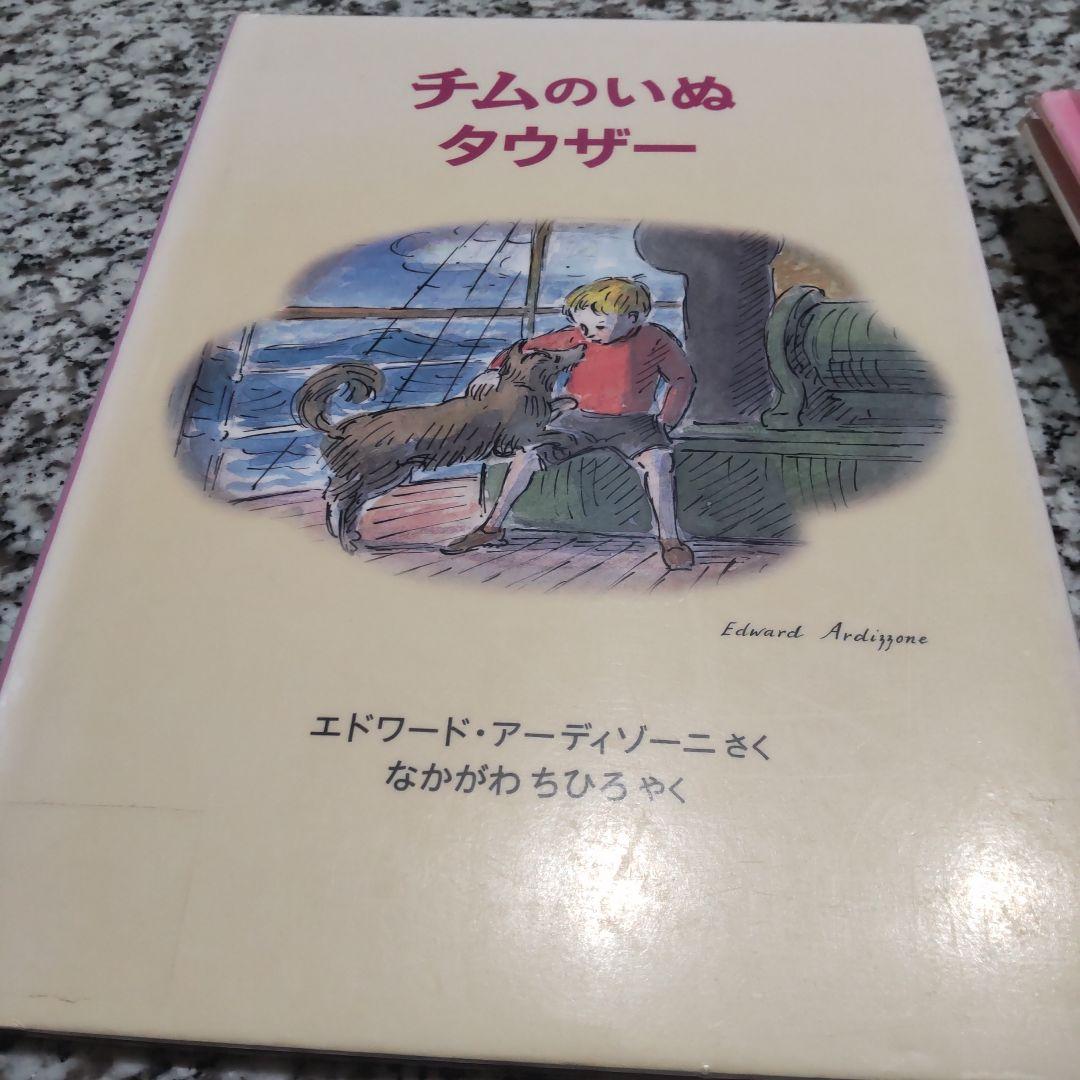 チムのいぬ
タウザー
Edward Ardizzone
エドワード・アーディゾーニ さく
なかがわ ちひろ やく